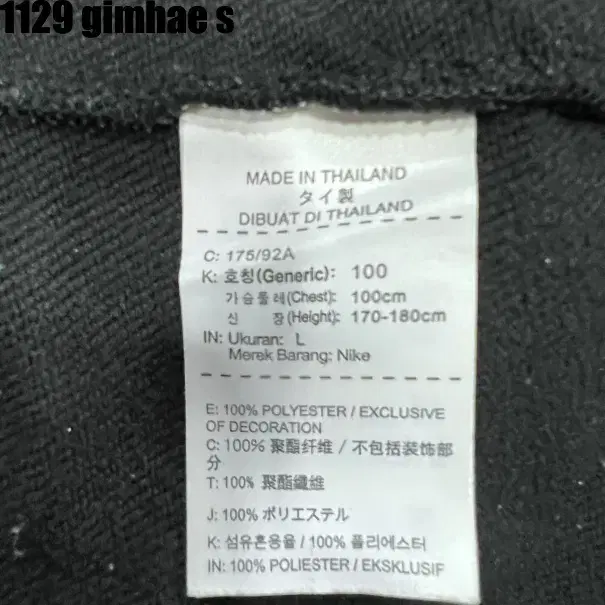 1129 gimhae s
MADE IN THAILAND
タイ製
DIBUAT DI THAILAND
C: 175/92A
K: 호칭(Generic): 100
가슴둘레(Chest): 100cm
신 장(Height): 170-180cm
IN: Ukuran: L
Merek Barang: Nike
E: 100% POLYESTER / EXCLUSIVE
OF DECORATION
C: 100% 聚酯纤维 / 不包括装饰部
分
T: 100% 聚酯纖維
J: 100% ポリエステル
K: 섬유혼용율 / 100% 폴리에스터
IN: 100% POLIESTER / EKSKLUSIF